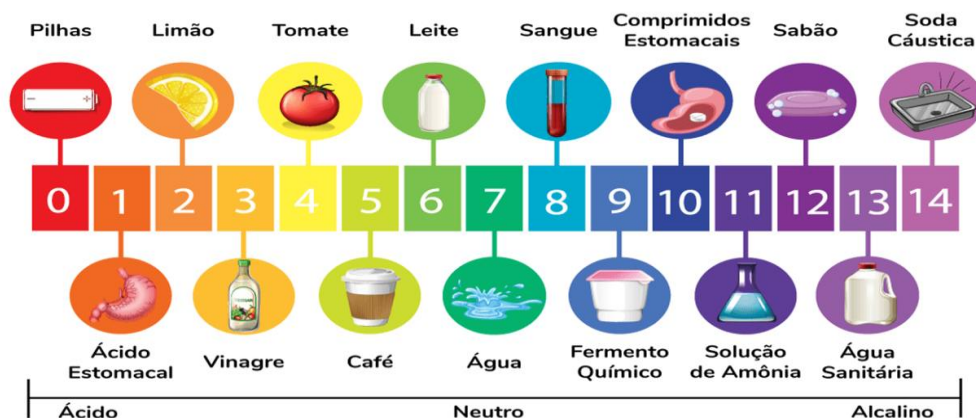 Pilhas Limão Tomate Leite Sangue Comprimidos Estomacais Sabão Soda Cáustica
0 1 2 3 4 5 6 7 8 9 10 11 12 13 14
Ácido Estomacal Vinagre Café Água Fermento Químico Solução de Amônia Água Sanitária
Ácido Neutro Alcalino